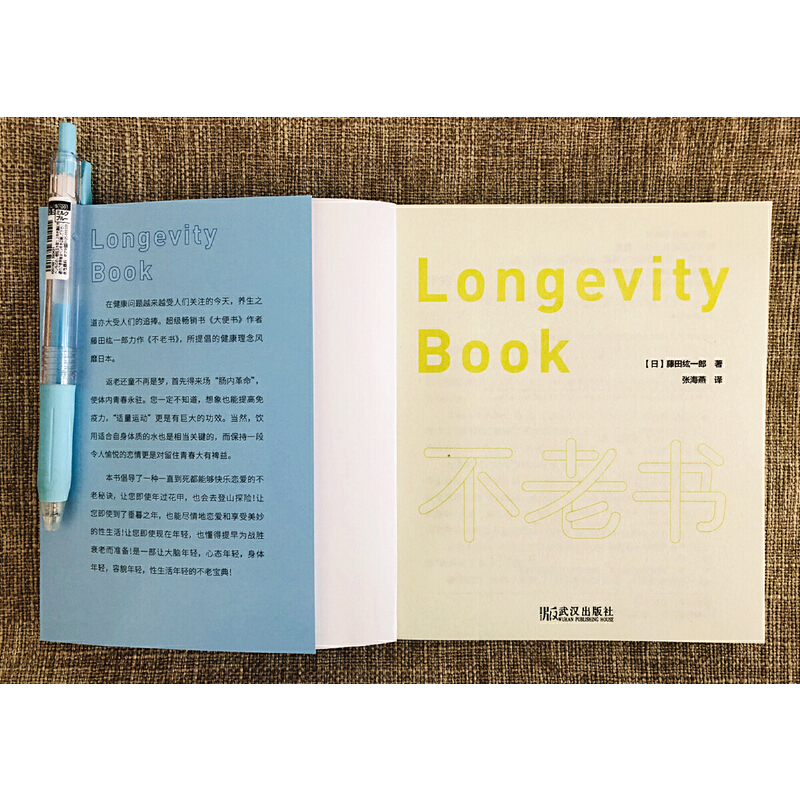 Longevity
Book
在健康问题越来越受人们关注的今天,养生之
道亦大受人们的追捧。超级畅销书《大便书》作者
藤田纮一郎力作《不老书》,所提倡的健康理念风
靡日本。
返老还童不再是梦,首先得来场“肠内革命”,
使体内青春永驻。您一定不知道,想象也能提高免
疫力,“适量运动”更是有巨大的功效。当然,饮
用适合自身体质的水也是相当关键的,而保持一段
令人愉悦的恋情更是对留住青春大有裨益。
本书倡导了一种一直到死都能够快乐恋爱的不
老秘诀,让您即使年过花甲,也会去登山探险!让
您即使到了垂暮之年,也能尽情地恋爱和享受美妙
的性生活!让您即使现在年轻,也懂得提早为战胜
衰老而准备!是一部让大脑年轻,心态年轻,身体
年轻,容貌年轻,性生活年轻的不老宝典!
Longevity
Book
【日】藤田纮一郎 著
张海燕 译
不老书
武汉出版社
WUHAN PUBLISHING HOUSE
ミルク
ブルー